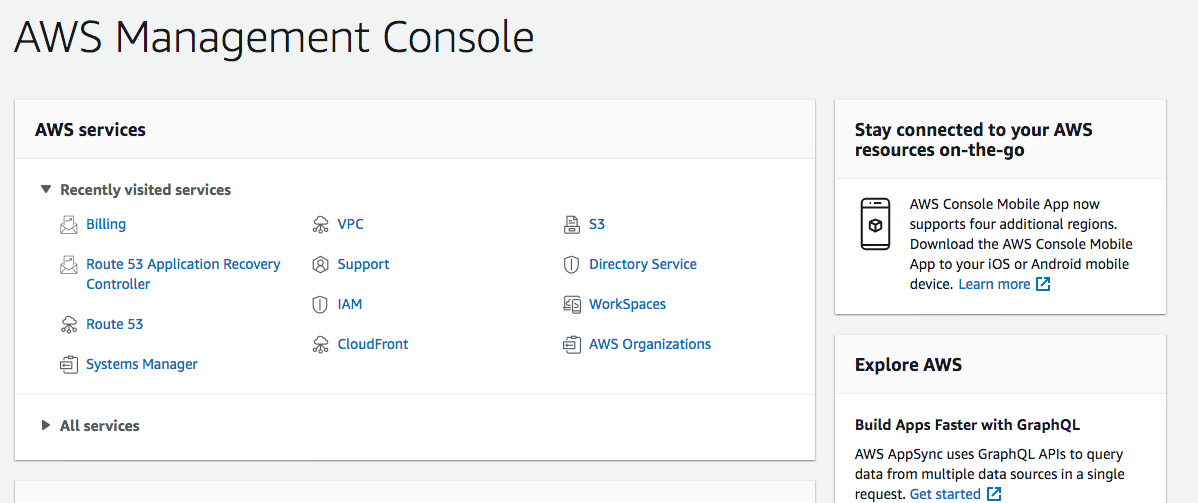 AWS Management Console
AWS services
Recently visited services
Billing
Route 53 Application Recovery
Controller
Route 53
Systems Manager
VPC
Support
IAM
CloudFront
S3
Directory Service
WorkSpaces
AWS Organizations
All services
Stay connected to your AWS
resources on-the-go
AWS Console Mobile App now
supports four additional regions.
Download the AWS Console Mobile
App to your iOS or Android mobile
device. Learn more
Explore AWS
Build Apps Faster with GraphQL
AWS AppSync uses GraphQL APIs to query
data from multiple data sources in a single
request. Get started